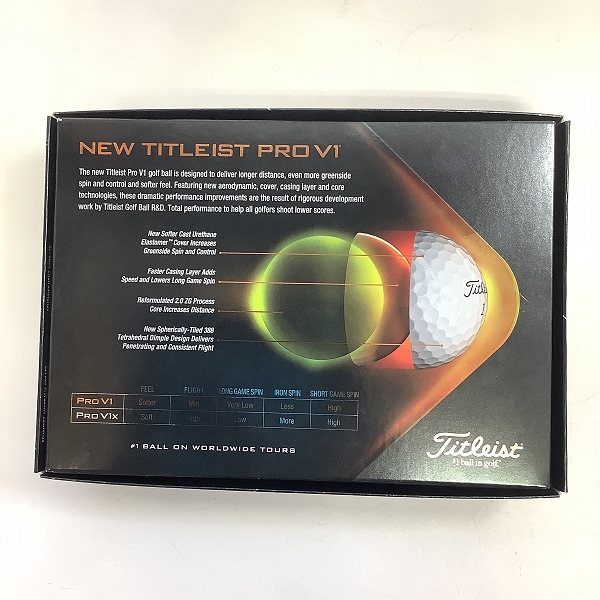 NEW TITLEIST PRO V1
The new Titleist Pro V1 golf ball is designed to deliver longer distance, even more greenside
spin and control and softer feel. Featuring new aerodynamic, cover, casing layer and core
technologies, these dramatic performance improvements are the result of rigorous development
work by Titleist Golf Ball R&D. Total performance to help all golfers shoot lower scores.
New Softer Cast Urethane
Elastomer™ Cover Increases
Greenside Spin and Control
Faster Casing Layer Adds
Speed and Lowers Long Game Spin
Reformulated 2.0 ZG Process
Core Increases Distance
New Spherically-Tiled 388
Tetrahedral Dimple Design Delivers
Penetrating and Consistent Flight
Titleist
1
FEEL FLIGHT LONG GAME SPIN IRON SPIN SHORT GAME SPIN
PRO V1 Softer Mid Very Low Less High
PRO V1x Soft High Low More High
#1 BALL ON WORLDWIDE TOURS
Titleist
#1 ball in golf.™